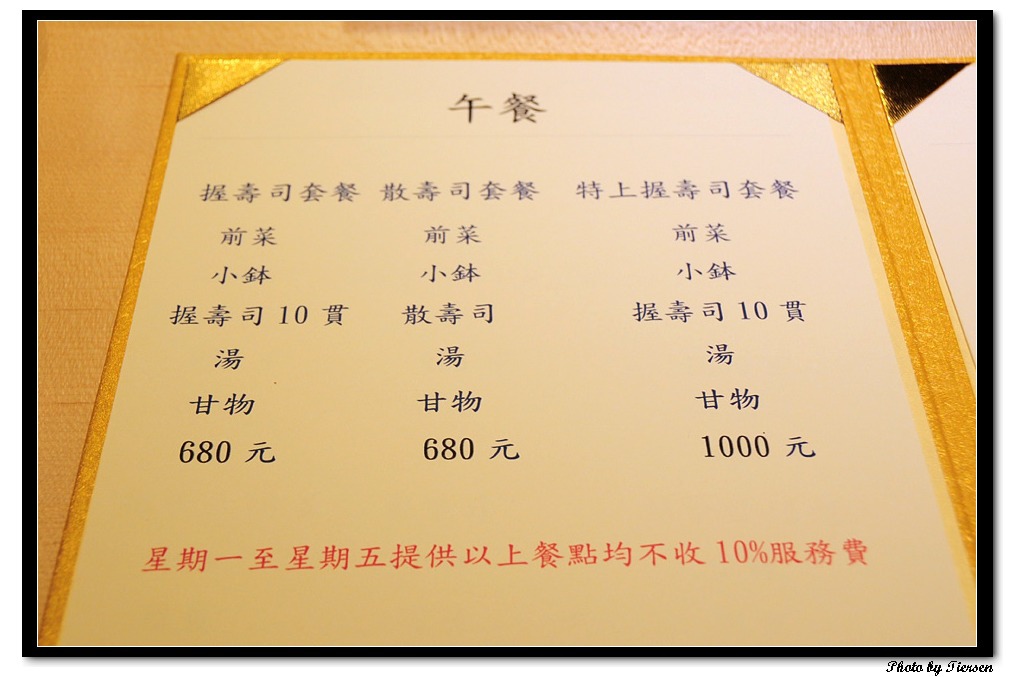 午餐
握壽司套餐 散壽司套餐 特上握壽司套餐
前菜 前菜 前菜
小鉢 小鉢 小鉢
握壽司 10 貫 散壽司 握壽司 10 貫
湯 湯 湯
甘物 甘物 甘物
680 元 680 元 1000 元
星期一至星期五提供以上餐點均不收 10%服務費
Photo by Tiersen